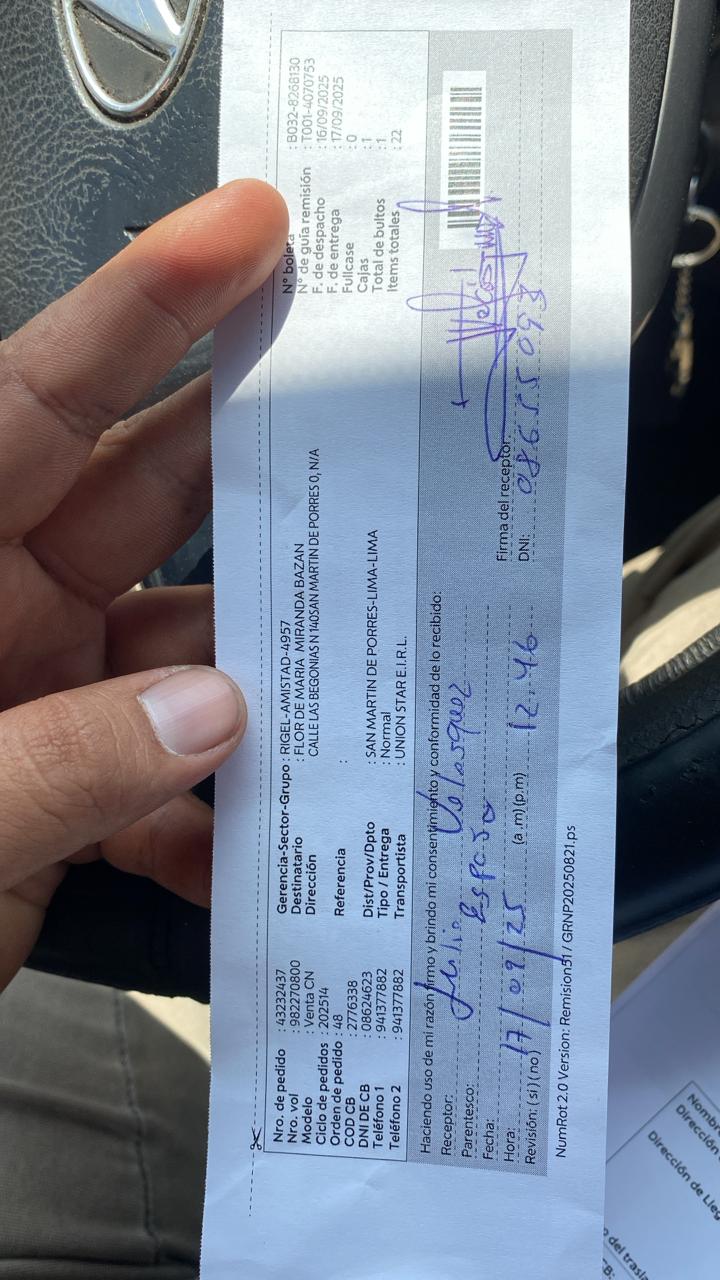 Nro. de pedido : 43232437
Nro. vol : 982270800
Modelo : Venta CN
Ciclo de pedidos : 202514
Orden de pedido : 48
COD CB : 2776338
DNI DE CB : 08624623
Teléfono 1 : 941377882
Teléfono 2 : 941377882
Gerencia-Sector-Grupo : RIGEL-AMISTAD-4957
Destinatario : FLOR DE MARIA MIRANDA BAZAN
Dirección CALLE LAS BEGONIAS N 140SAN MARTIN DE PORRES 0, N/A
Referencia :
Dist/Prov/Dpto : SAN MARTIN DE PORRES-LIMA-LIMA
Tipo / Entrega : Normal
Transportista : UNION STAR E.I.R.L.
N° boleta : B032-8268130
N° de guía remisión : T001-4070753
F. de despacho : 16/09/2025
F. de entrega : 17/09/2025
Fullcase : 0
Cajas : 1
Total de bultos : 1
Items totales : 22
Haciendo uso de mi razón firmo y brindo mi consentimiento y conformidad de lo recibido:
Receptor: Julio Velasquez
Parentesco: Esposo
Fecha: 17/09/25
Hora: (a.m)(p.m) 12.46
Revisión: (si)(no)
Firma del receptor:
DNI: 08655093
NumRot 2.0 Version: Remision51 / GRNP20250821.ps
Dirección de Lleg